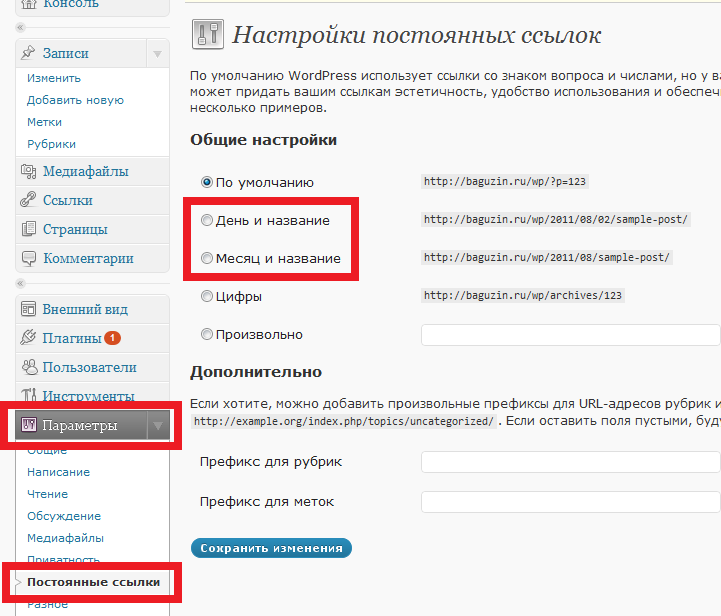 Консоль
Записи
Изменить
Добавить новую
Метки
Рубрики
Медиафайлы
Ссылки
Страницы
Комментарии
Внешний вид
Плагины 1
Пользователи
Инструменты
Параметры
Общие
Написание
Чтение
Обсуждение
Медиафайлы
Приватность
Постоянные ссылки
Разное
Настройки постоянных ссылок
По умолчанию WordPress использует ссылки со знаком вопроса и числами, но у ва
может придать вашим ссылкам эстетичность, удобство использования и обеспечи
несколько примеров.
Общие настройки
По умолчанию http://baguzin.ru/wp/?p=123
День и название http://baguzin.ru/wp/2011/08/02/sample-post/
Месяц и название http://baguzin.ru/wp/2011/08/sample-post/
Цифры http://baguzin.ru/wp/archives/123
Произвольно
Дополнительно
Если хотите, можно добавить произвольные префиксы для URL-адресов рубрик и
http://example.org/index.php/topics/uncategorized/ . Если оставить поля пустыми, буд
Префикс для рубрик
Префикс для меток
Сохранить изменения